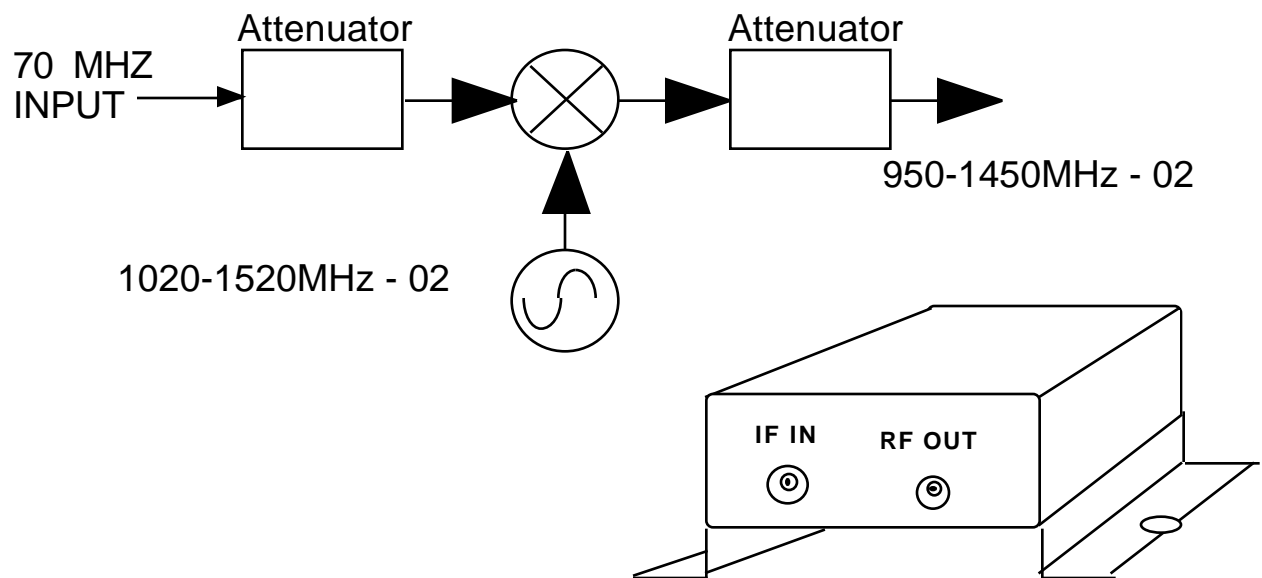 Attenuator
Attenuator
70 MHZ
INPUT
950-1450MHz - 02
1020-1520MHz - 02
IF IN
RF OUT